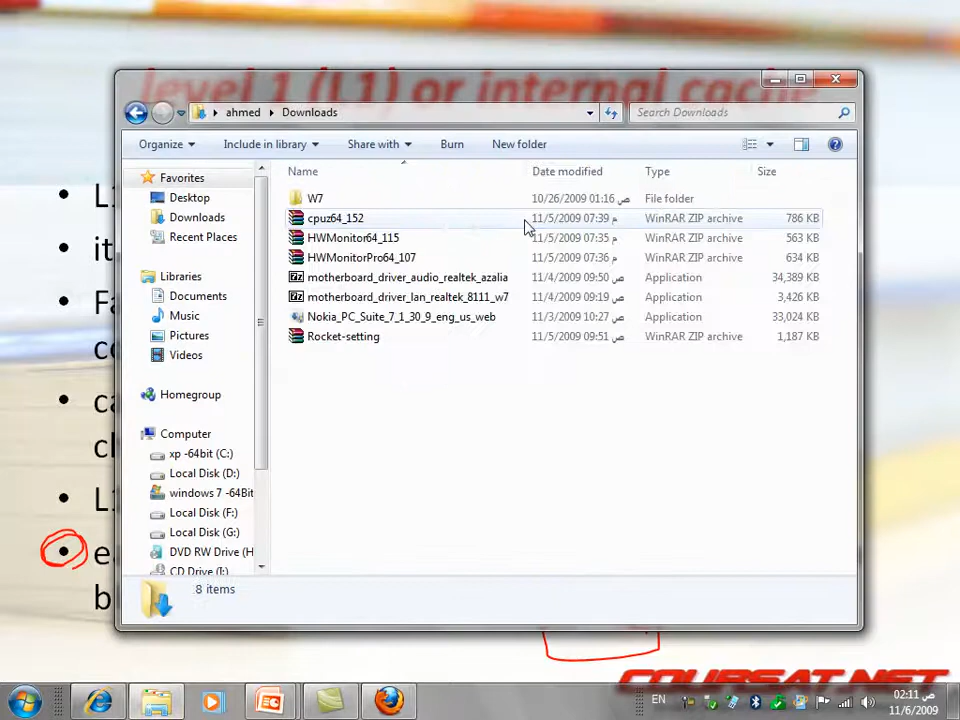 level 1 (L1) or internal cache
ahmed Downloads
Search Downloads
Organize Include in library Share with Burn New folder
Favorites
Desktop
Downloads
Recent Places
Libraries
Documents
Music
Pictures
Videos
Homegroup
Computer
xp -64bit (C:)
Local Disk (D:)
windows 7 -64Bit
Local Disk (F:)
Local Disk (G:)
DVD RW Drive (H
CD Drive (I:)
Name Date modified Type Size
W7 10/26/2009 01:16 ص File folder
cpuz64_152 11/5/2009 07:39 م WinRAR ZIP archive 786 KB
HWMonitor64_115 11/5/2009 07:35 م WinRAR ZIP archive 563 KB
HWMonitorPro64_107 11/5/2009 07:36 م WinRAR ZIP archive 634 KB
motherboard_driver_audio_realtek_azalia 11/4/2009 09:50 ص Application 34,389 KB
motherboard_driver_lan_realtek_8111_w7 11/4/2009 09:19 ص Application 3,426 KB
Nokia_PC_Suite_7_1_30_9_eng_us_web 11/3/2009 10:27 ص Application 33,024 KB
Rocket-setting 11/5/2009 09:51 ص WinRAR ZIP archive 1,187 KB
8 items
it
COURSAT.NET
EN
02:11 ص
11/6/2009